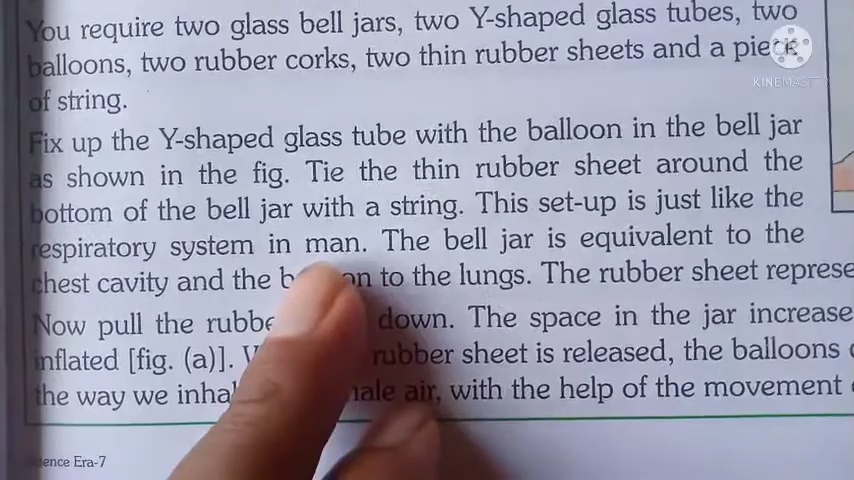 You require two glass bell jars, two Y-shaped glass tubes, two
balloons, two rubber corks, two thin rubber sheets and a piece
of string.
Fix up the Y-shaped glass tube with the balloon in the bell jar
as shown in the fig. Tie the thin rubber sheet around the
bottom of the bell jar with a string. This set-up is just like the
respiratory system in man. The bell jar is equivalent to the
chest cavity and the to the lungs. The rubber sheet represe
Now pull the rubbe down. The space in the jar increase
inflated [fig. (a)]. rubber sheet is released, the balloons
the way we inha hale air, with the help of the movement
Science Era-7
KINEMASTER